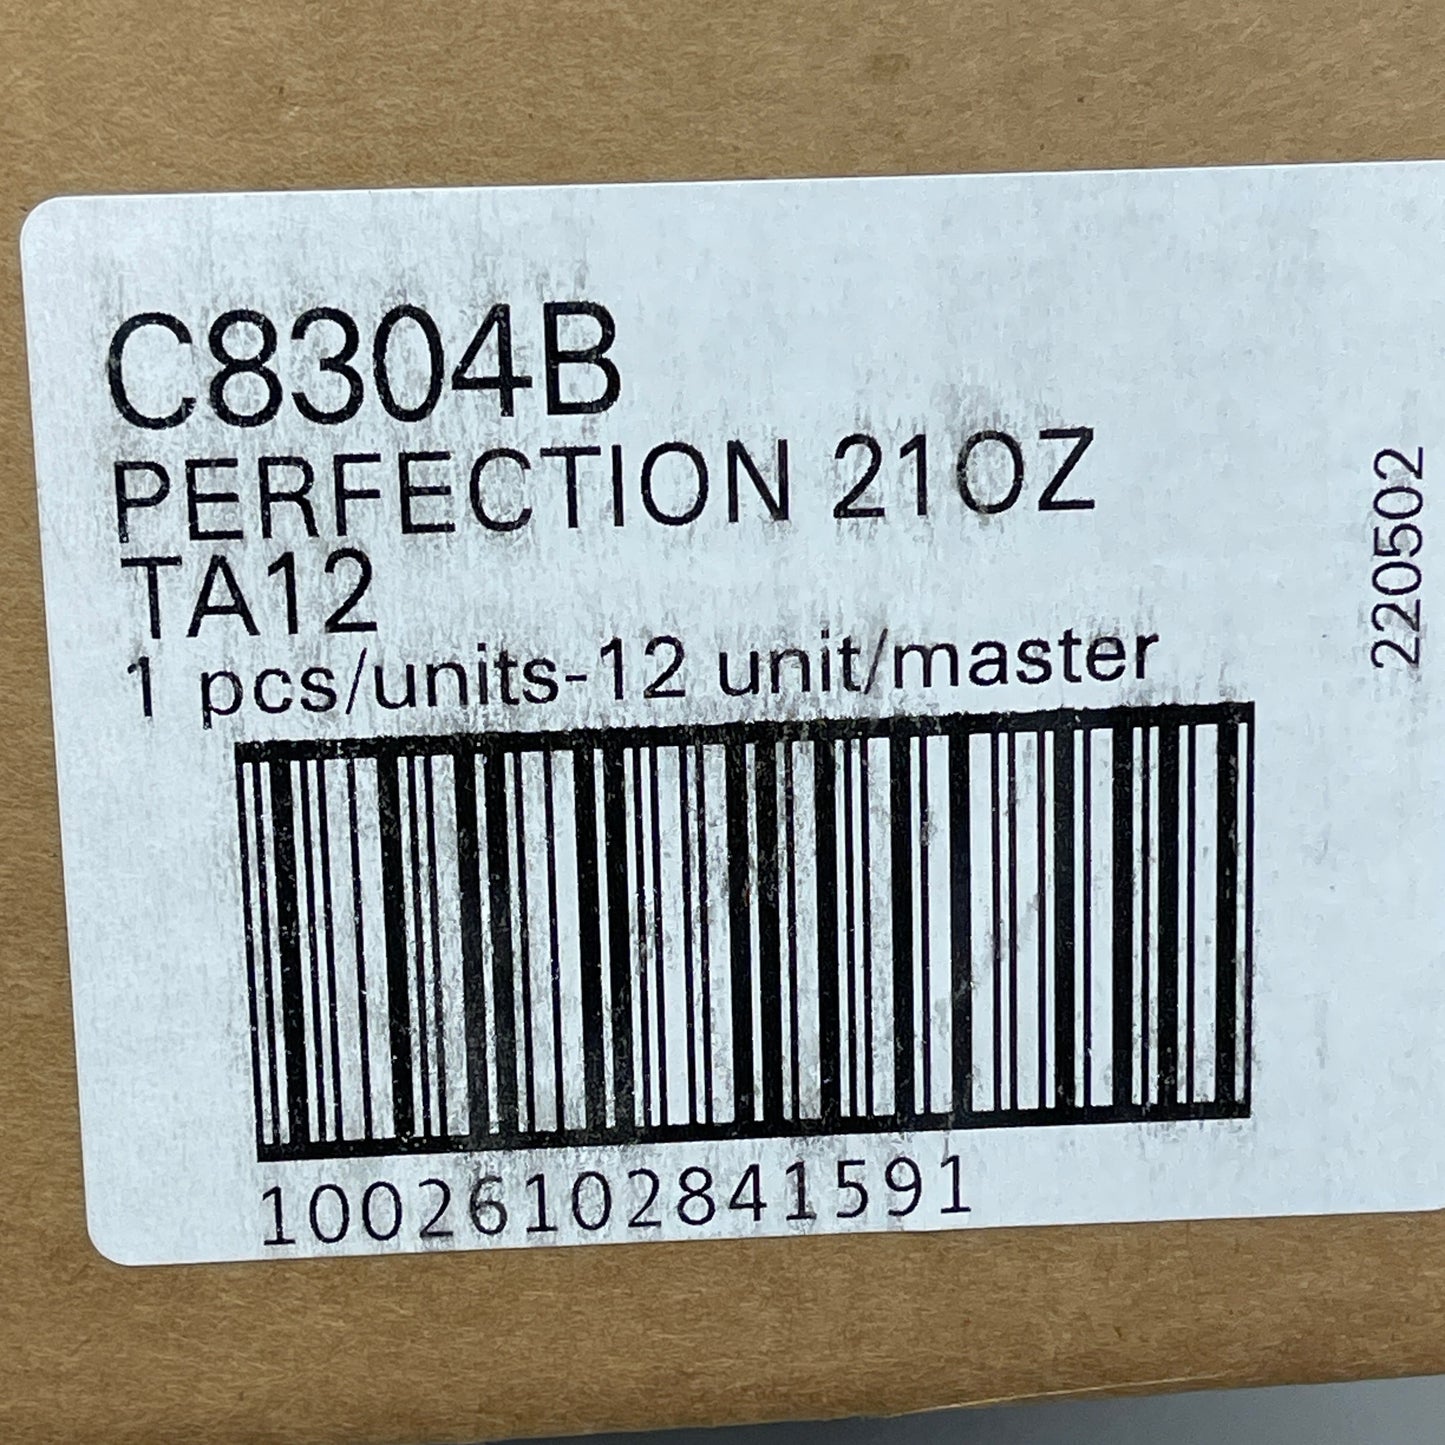 C8304B
PERFECTION 21OZ
TA12
1 pcs/units-12 unit/master
10026102841591
220502